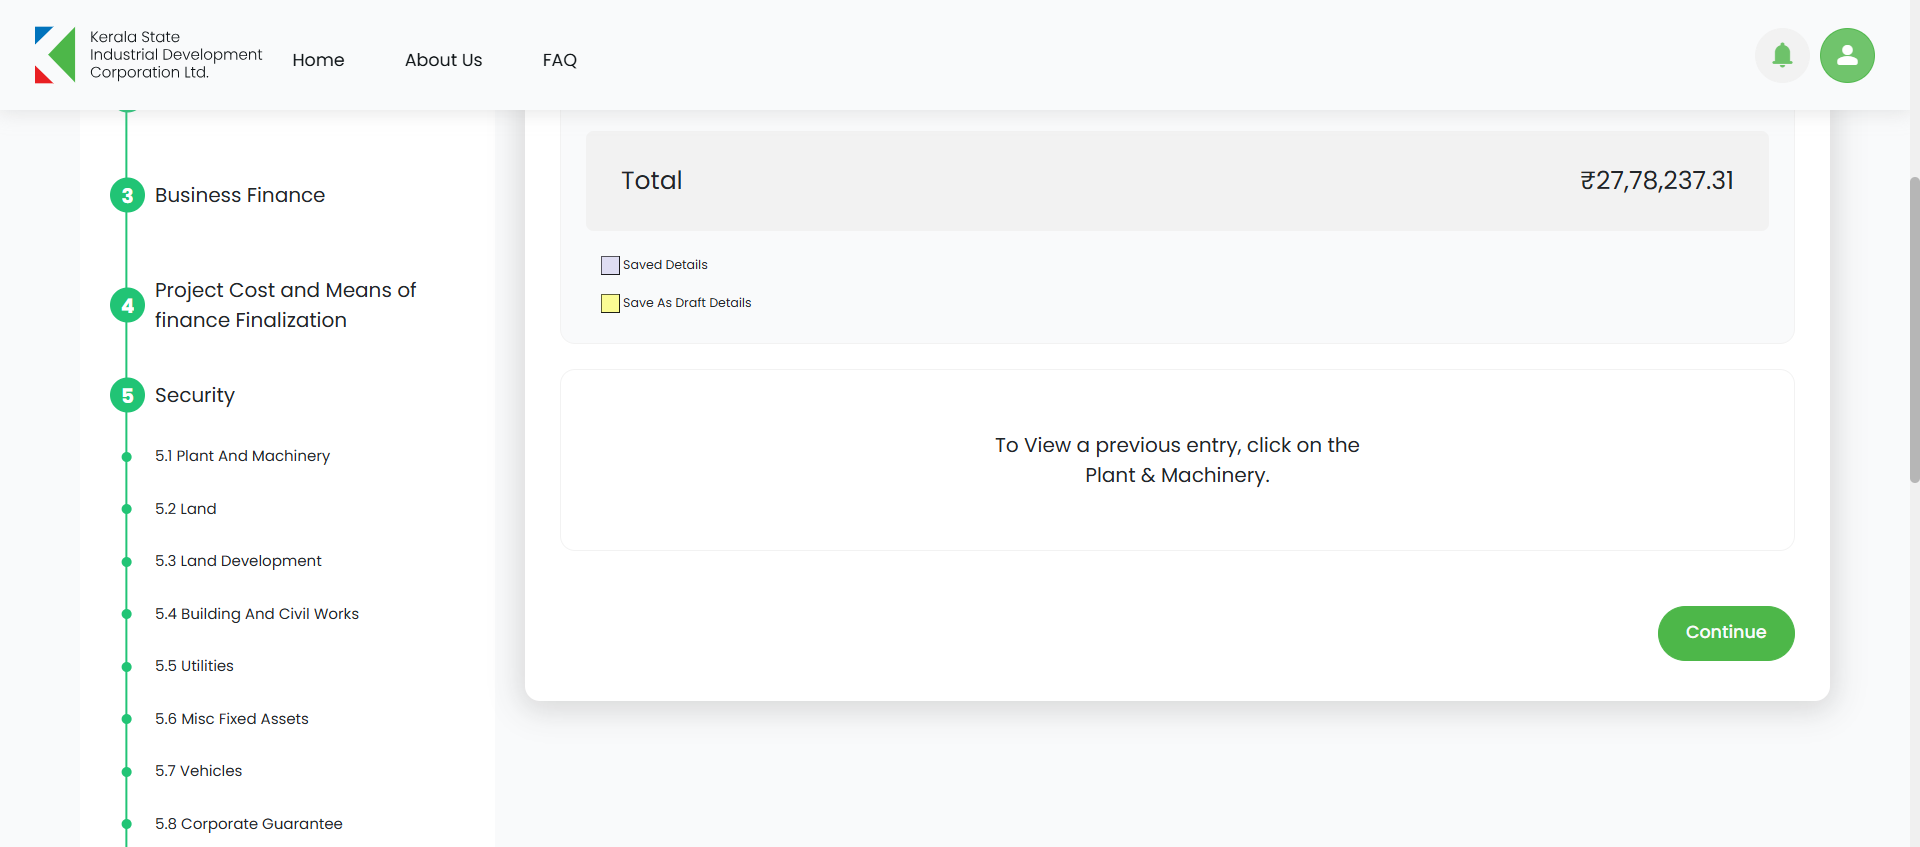 Kerala State
Industrial Development
Corporation Ltd.
Home
About Us
FAQ
3
Business Finance
4
Project Cost and Means of
finance Finalization
5
Security
5.1 Plant And Machinery
5.2 Land
5.3 Land Development
5.4 Building And Civil Works
5.5 Utilities
5.6 Misc Fixed Assets
5.7 Vehicles
5.8 Corporate Guarantee
Total
₹27,78,237.31
Saved Details
Save As Draft Details
To View a previous entry, click on the
Plant & Machinery.
Continue